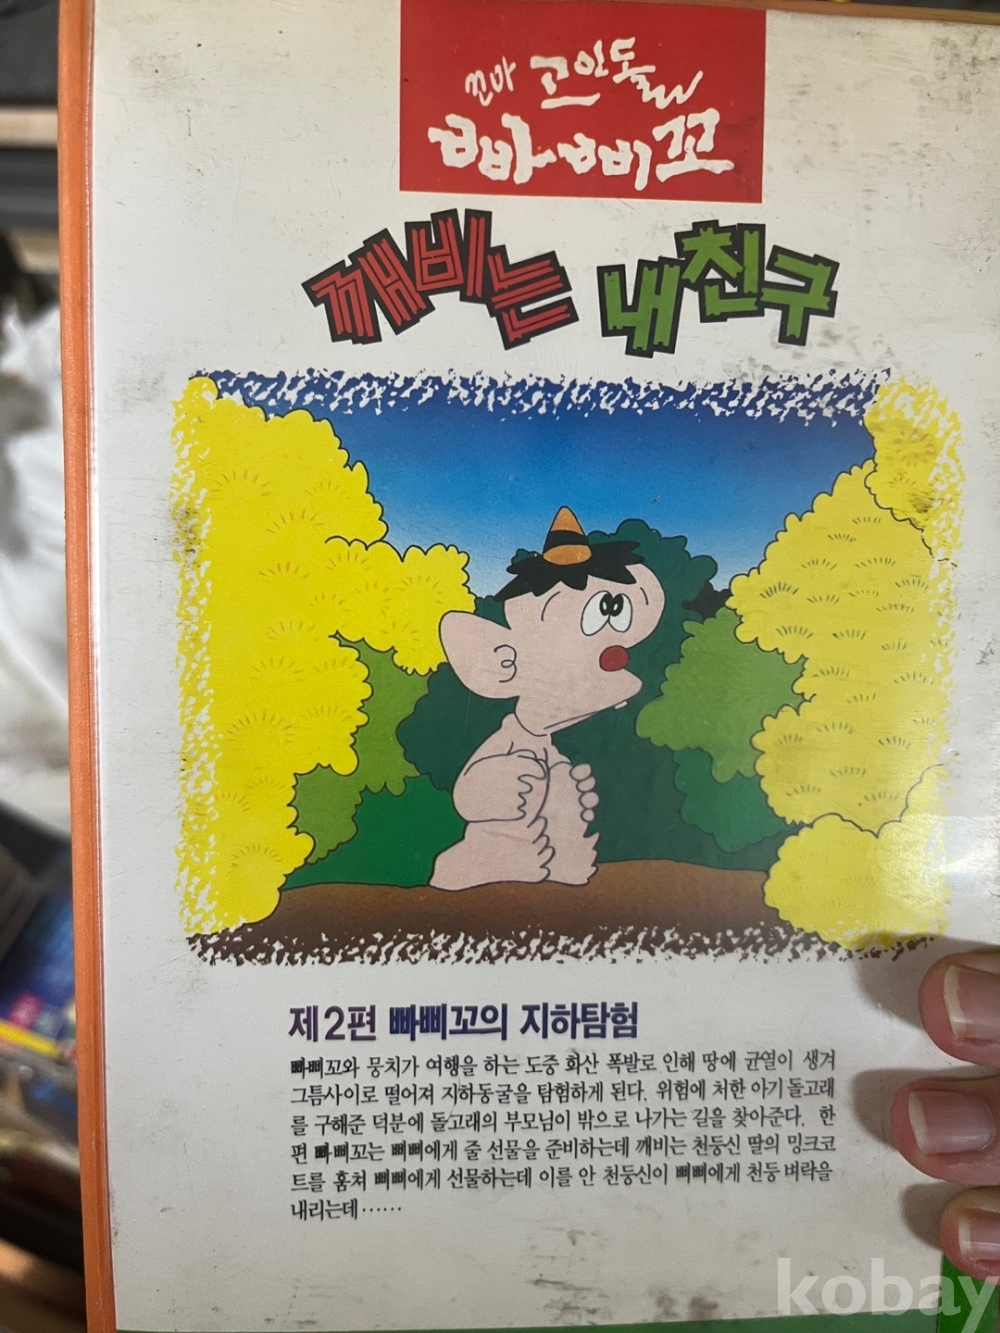 꼬마 고인돌
빠삐꼬
깨비는 내친구
제2편 빠삐꼬의 지하탐험
빠삐꼬와 뭉치가 여행을 하는 도중 화산 폭발로 인해 땅에 균열이 생겨
그틈사이로 떨어져 지하동굴을 탐험하게 된다. 위험에 처한 아기 돌고래
를 구해준 덕분에 돌고래의 부모님이 밖으로 나가는 길을 찾아준다. 한
편 빠삐꼬는 삐삐에게 줄 선물을 준비하는데 깨비는 천둥신 딸의 밍크코
트를 훔쳐 삐삐에게 선물하는데 이를 안 천둥신이 삐삐에게 천둥 벼락을
내리는데……
kobay